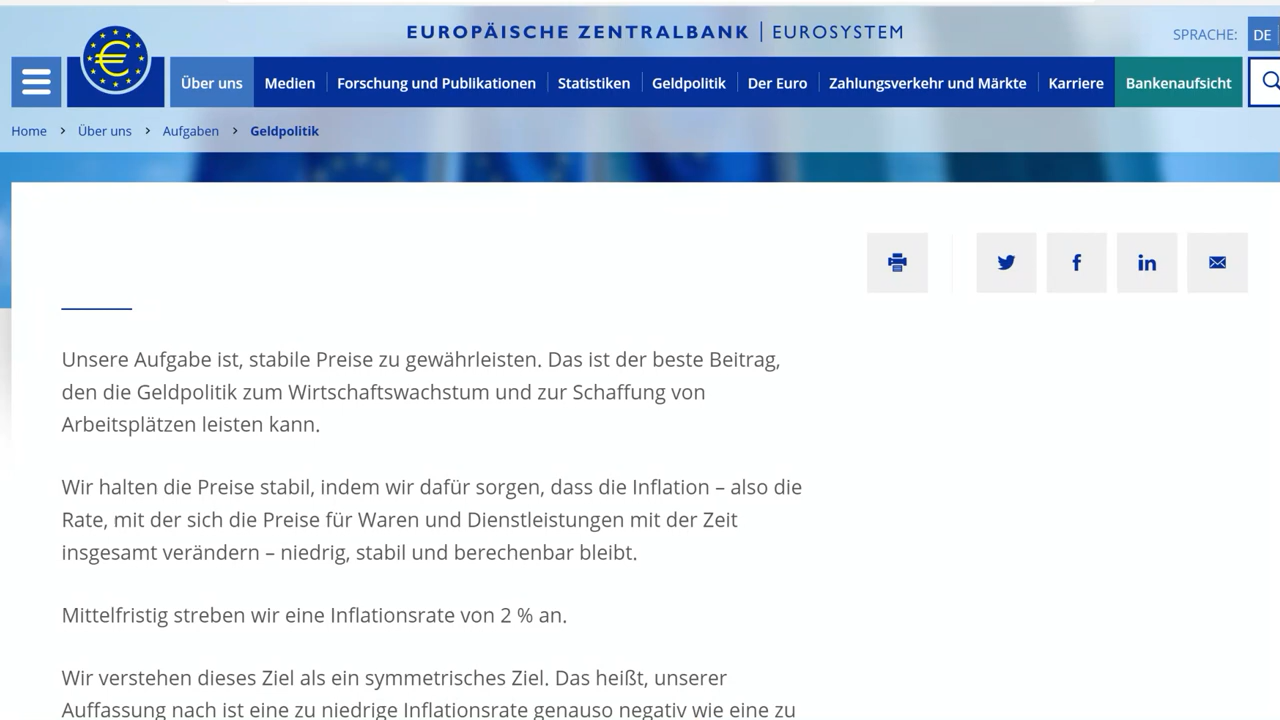 EUROPÄISCHE ZENTRALBANK | EUROSYSTEM
SPRACHE: DE
Über uns Medien Forschung und Publikationen Statistiken Geldpolitik Der Euro Zahlungsverkehr und Märkte Karriere Bankenaufsicht
Home > Über uns > Aufgaben > Geldpolitik
Unsere Aufgabe ist, stabile Preise zu gewährleisten. Das ist der beste Beitrag,
den die Geldpolitik zum Wirtschaftswachstum und zur Schaffung von
Arbeitsplätzen leisten kann.
Wir halten die Preise stabil, indem wir dafür sorgen, dass die Inflation – also die
Rate, mit der sich die Preise für Waren und Dienstleistungen mit der Zeit
insgesamt verändern – niedrig, stabil und berechenbar bleibt.
Mittelfristig streben wir eine Inflationsrate von 2 % an.
Wir verstehen dieses Ziel als ein symmetrisches Ziel. Das heißt, unserer
Auffassung nach ist eine zu niedrige Inflationsrate genauso negativ wie eine zu